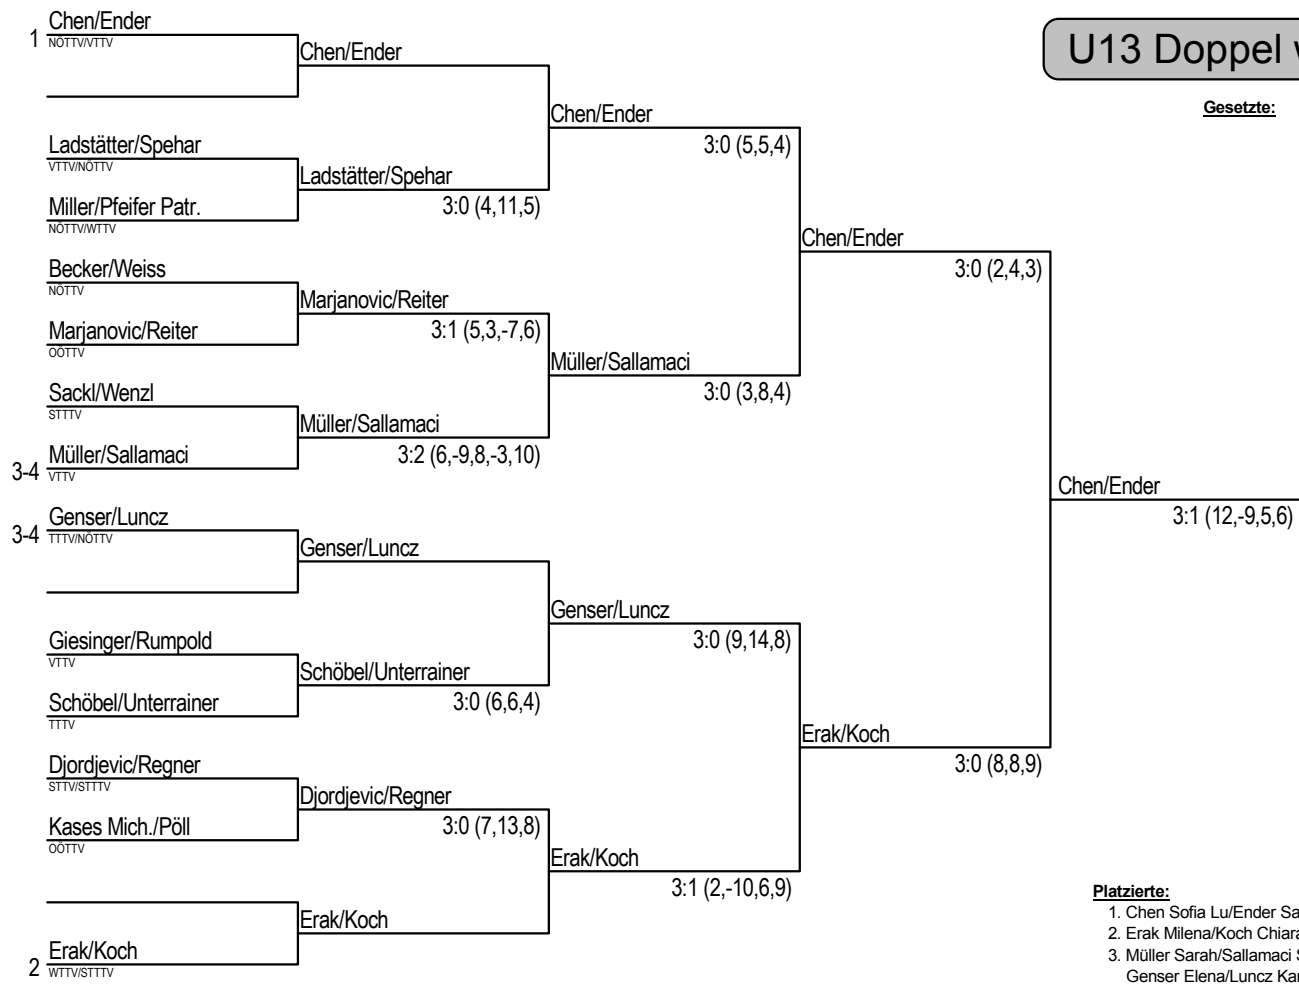 U13 Doppel
Gesetzte:
Chen/Ender
1 NÖTTV/VTTV
Chen/Ender
Chen/Ender
3:0 (5,5,4)
Ladstätter/Spehar
VTTV/NÖTTV
Ladstätter/Spehar
3:0 (4,11,5)
Miller/Pfeifer Patr.
NÖTTV/WTTV
Chen/Ender
3:0 (2,4,3)
Becker/Weiss
NÖTTV
Marjanovic/Reiter
3:1 (5,3,-7,6)
Marjanovic/Reiter
OÖTTV
Müller/Sallamaci
3:0 (3,8,4)
Sackl/Wenzl
STTTV
Müller/Sallamaci
3:2 (6,-9,8,-3,10)
Müller/Sallamaci
3-4 VTTV
Chen/Ender
3:1 (12,-9,5,6)
Genser/Luncz
3-4 TTTV/NÖTTV
Genser/Luncz
Genser/Luncz
3:0 (9,14,8)
Giesinger/Rumpold
VTTV
Schöbel/Unterrainer
3:0 (6,6,4)
Schöbel/Unterrainer
TTTV
Erak/Koch
3:0 (8,8,9)
Djordjevic/Regner
STTV/STTTV
Djordjevic/Regner
3:0 (7,13,8)
Kases Mich./Pöll
OÖTTV
Erak/Koch
3:1 (2,-10,6,9)
Erak/Koch
Erak/Koch
2 WTTV/STTTV
Platzierte:
1. Chen Sofia Lu/Ender Sa
2. Erak Milena/Koch Chiara
3. Müller Sarah/Sallamaci S
Genser Elena/Luncz Kar